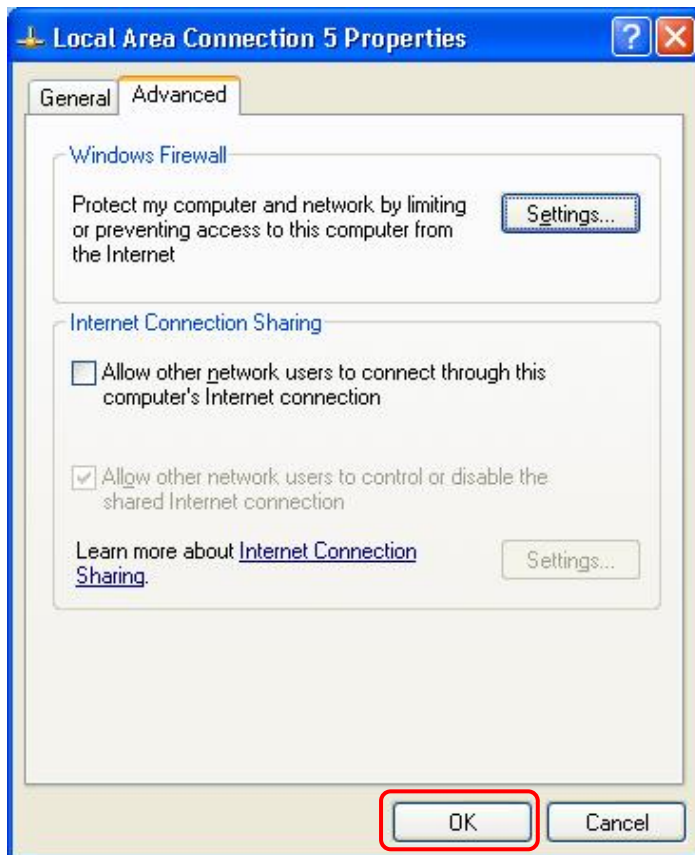 Local Area Connection 5 Properties
General
Advanced
Windows Firewall
Protect my computer and network by limiting
or preventing access to this computer from
the Internet
Settings...
Internet Connection Sharing
Allow other network users to connect through this
computer's Internet connection
Allow other network users to control or disable the
shared Internet connection
Learn more about Internet Connection
Sharing.
Settings...
OK
Cancel